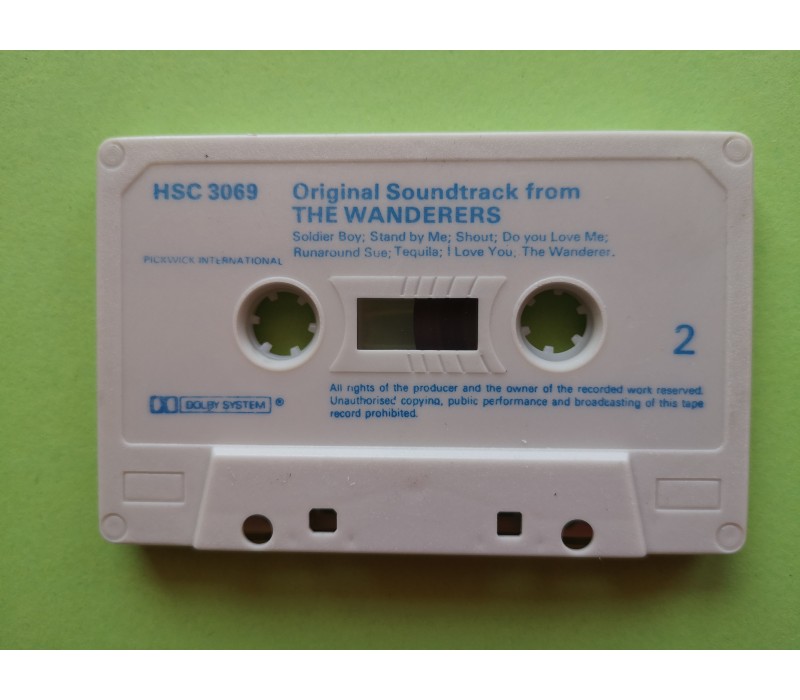 HSC 3069
Original Soundtrack from
THE WANDERERS
Soldier Boy; Stand by Me; Shout; Do you Love Me;
Runaround Sue; Tequila; I Love You; The Wanderer.
PICKWICK INTERNATIONAL
2
DOLBY SYSTEM ®
All rights of the producer and the owner of the recorded work reserved.
Unauthorised copying, public performance and broadcasting of this tape
record prohibited.